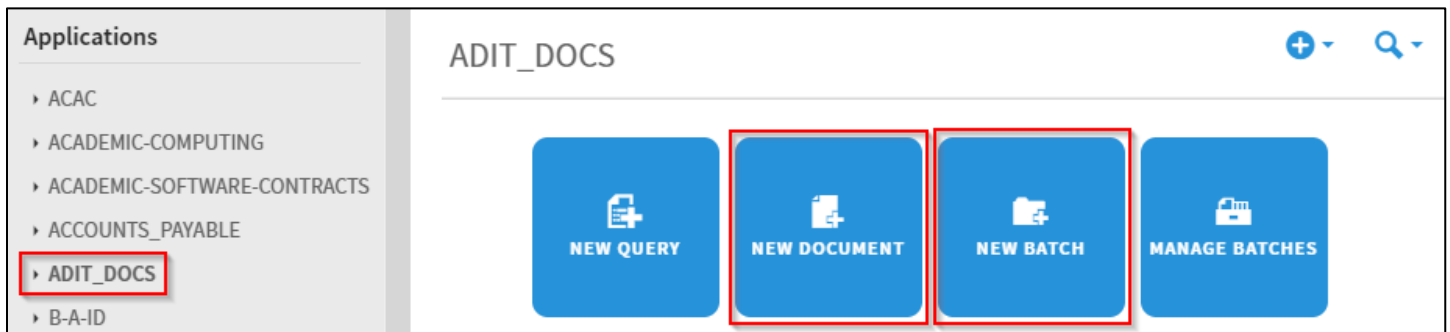 Applications
ACAC
ACADEMIC-COMPUTING
ACADEMIC-SOFTWARE-CONTRACTS
ACCOUNTS_PAYABLE
ADIT_DOCS
B-A-ID
ADIT_DOCS
NEW QUERY
NEW DOCUMENT
NEW BATCH
MANAGE BATCHES